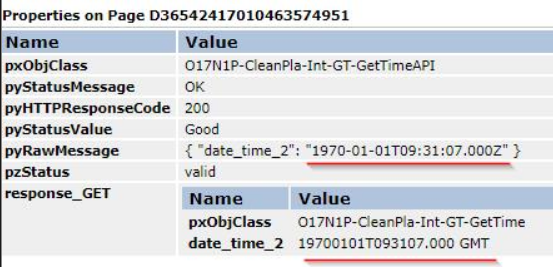 Properties on Page D36542417010463574951
Name Value
pxObjClass O17N1P-CleanPla-Int-GT-GetTimeAPI
pyStatusMessage OK
pyHTTPResponseCode 200
pyStatusValue Good
pyRawMessage { "date_time_2": "1970-01-01T09:31:07.000Z" }
pzStatus valid
response_GET Name Value
pxObjClass O17N1P-CleanPla-Int-GT-GetTime
date_time_2 19700101T093107.000 GMT